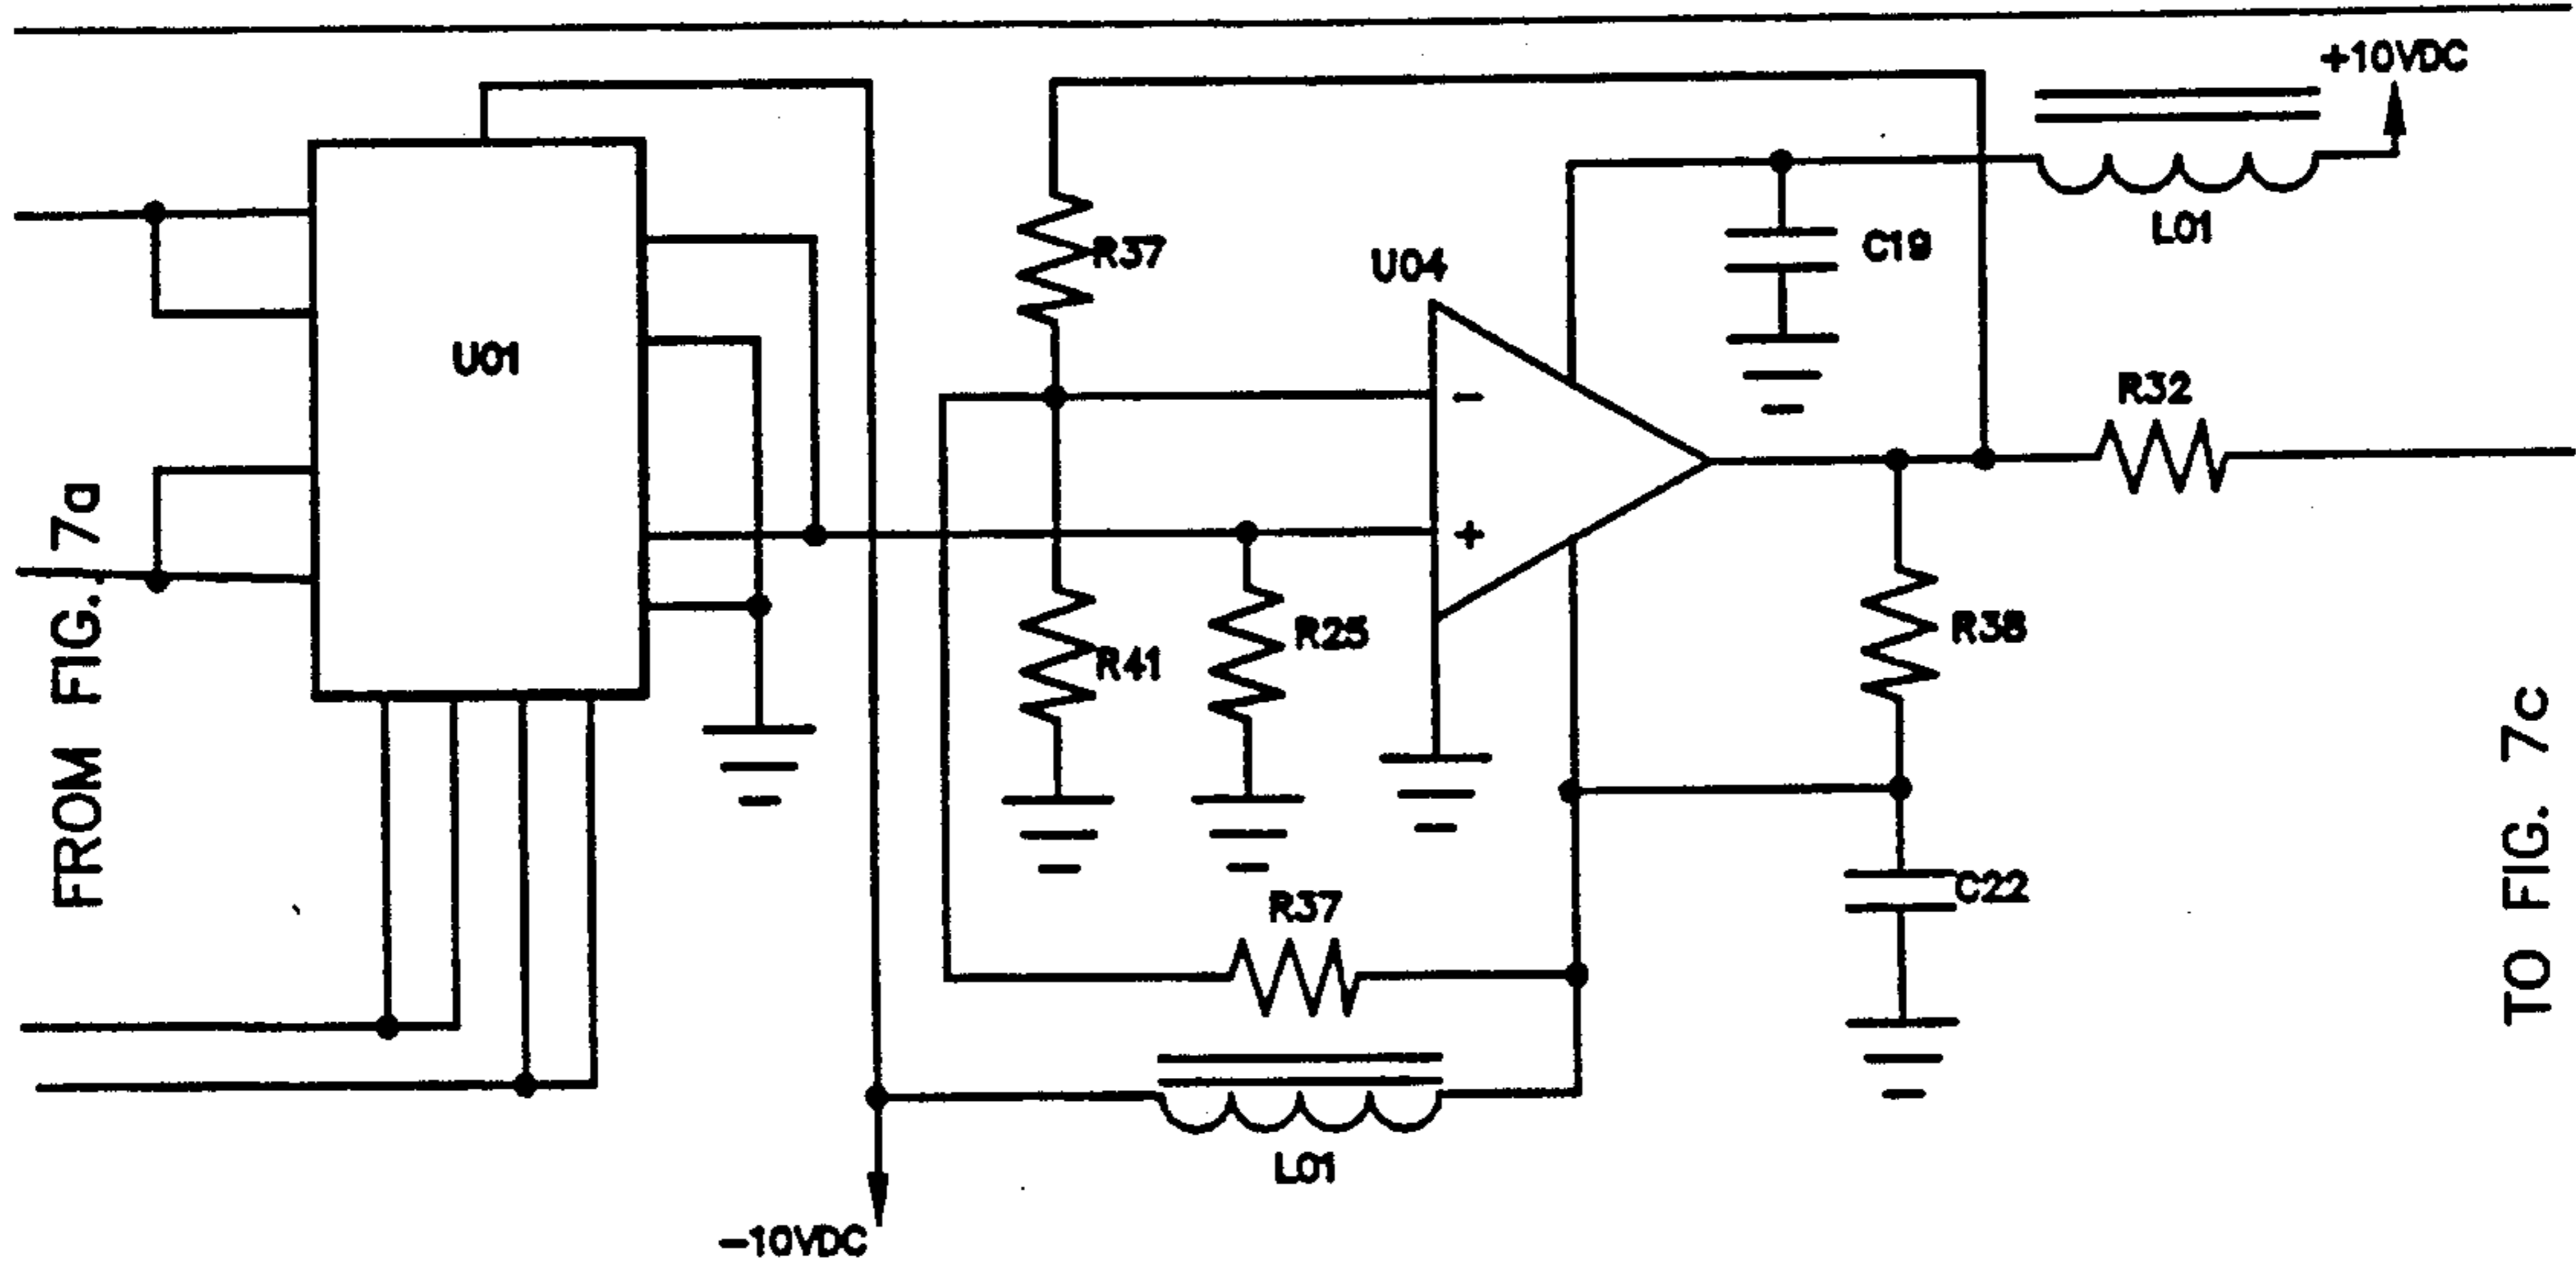 +10VDC
L01
R37
C19
U04
U01
R32
-
+
R25
R38
R41
FROM FIG. 7a
TO FIG. 7c
R37
C22
L01
-10VDC